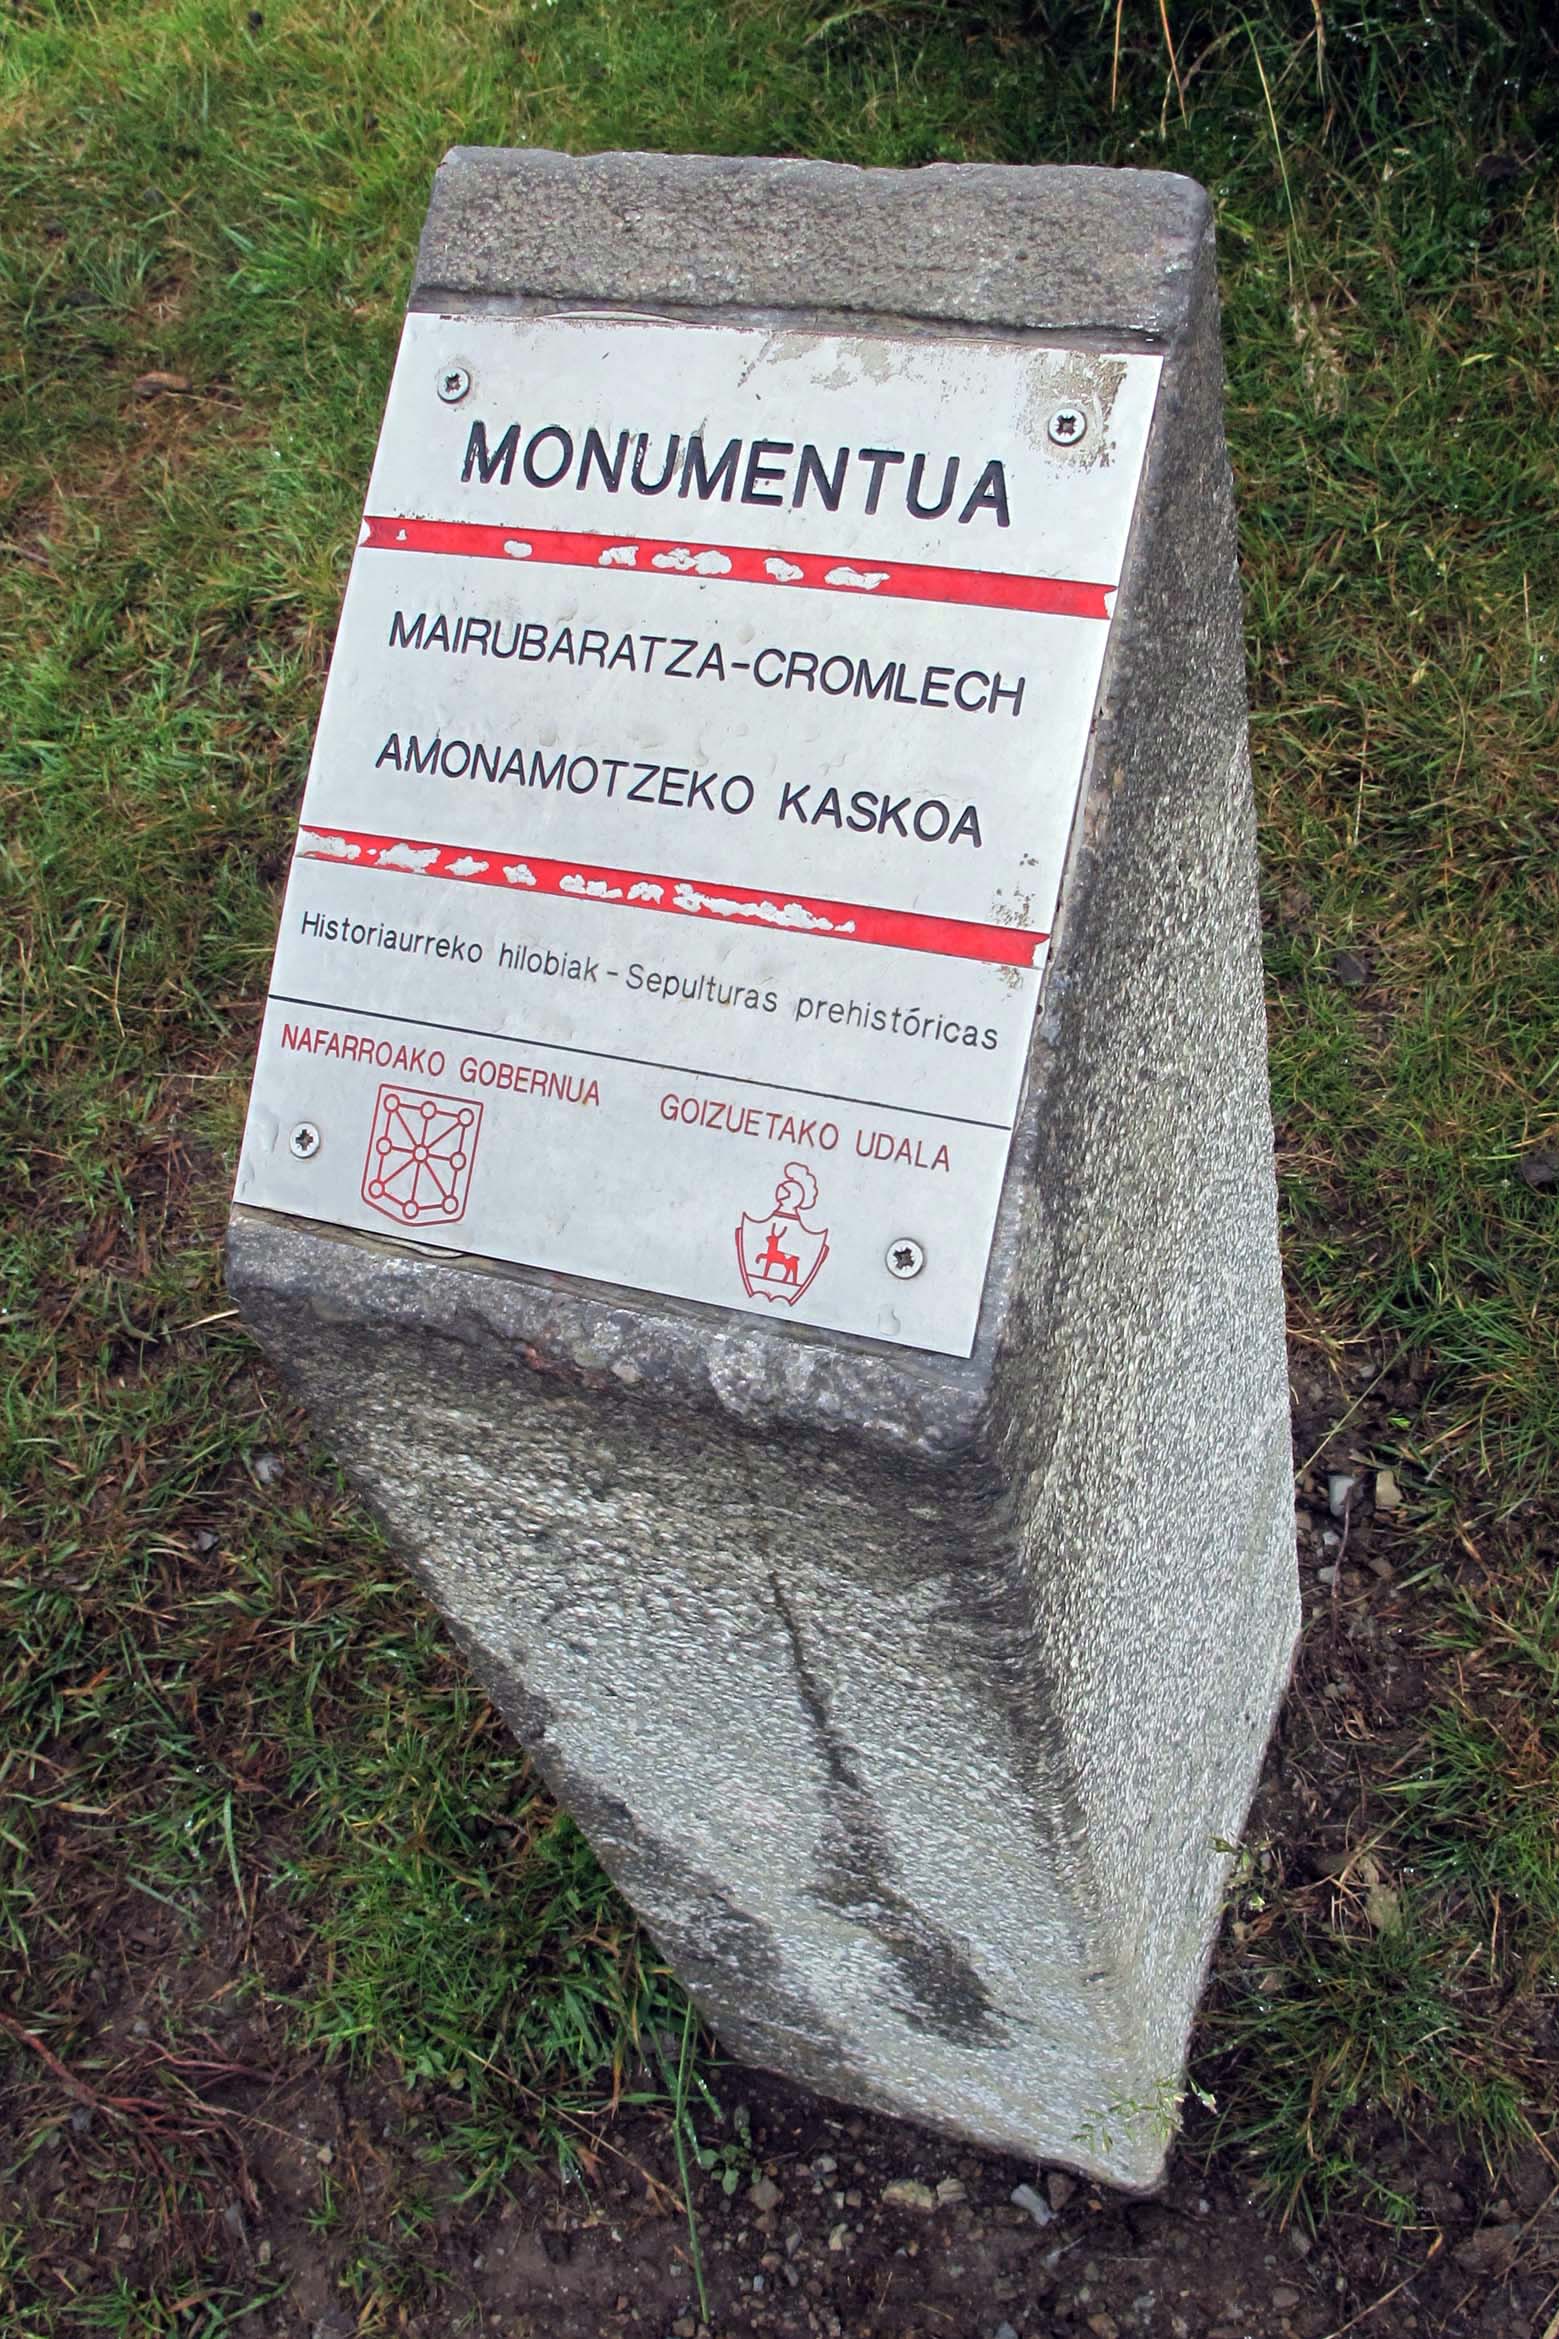 MONUMENTUA
MAIRUBARATZA-CROMLECH
AMONAMOTZEKO KASKOA
Historiaurreko hilobiak - Sepulturas prehistóricas
NAFARROAKO GOBERNUA
GOIZUETAKO UDALA